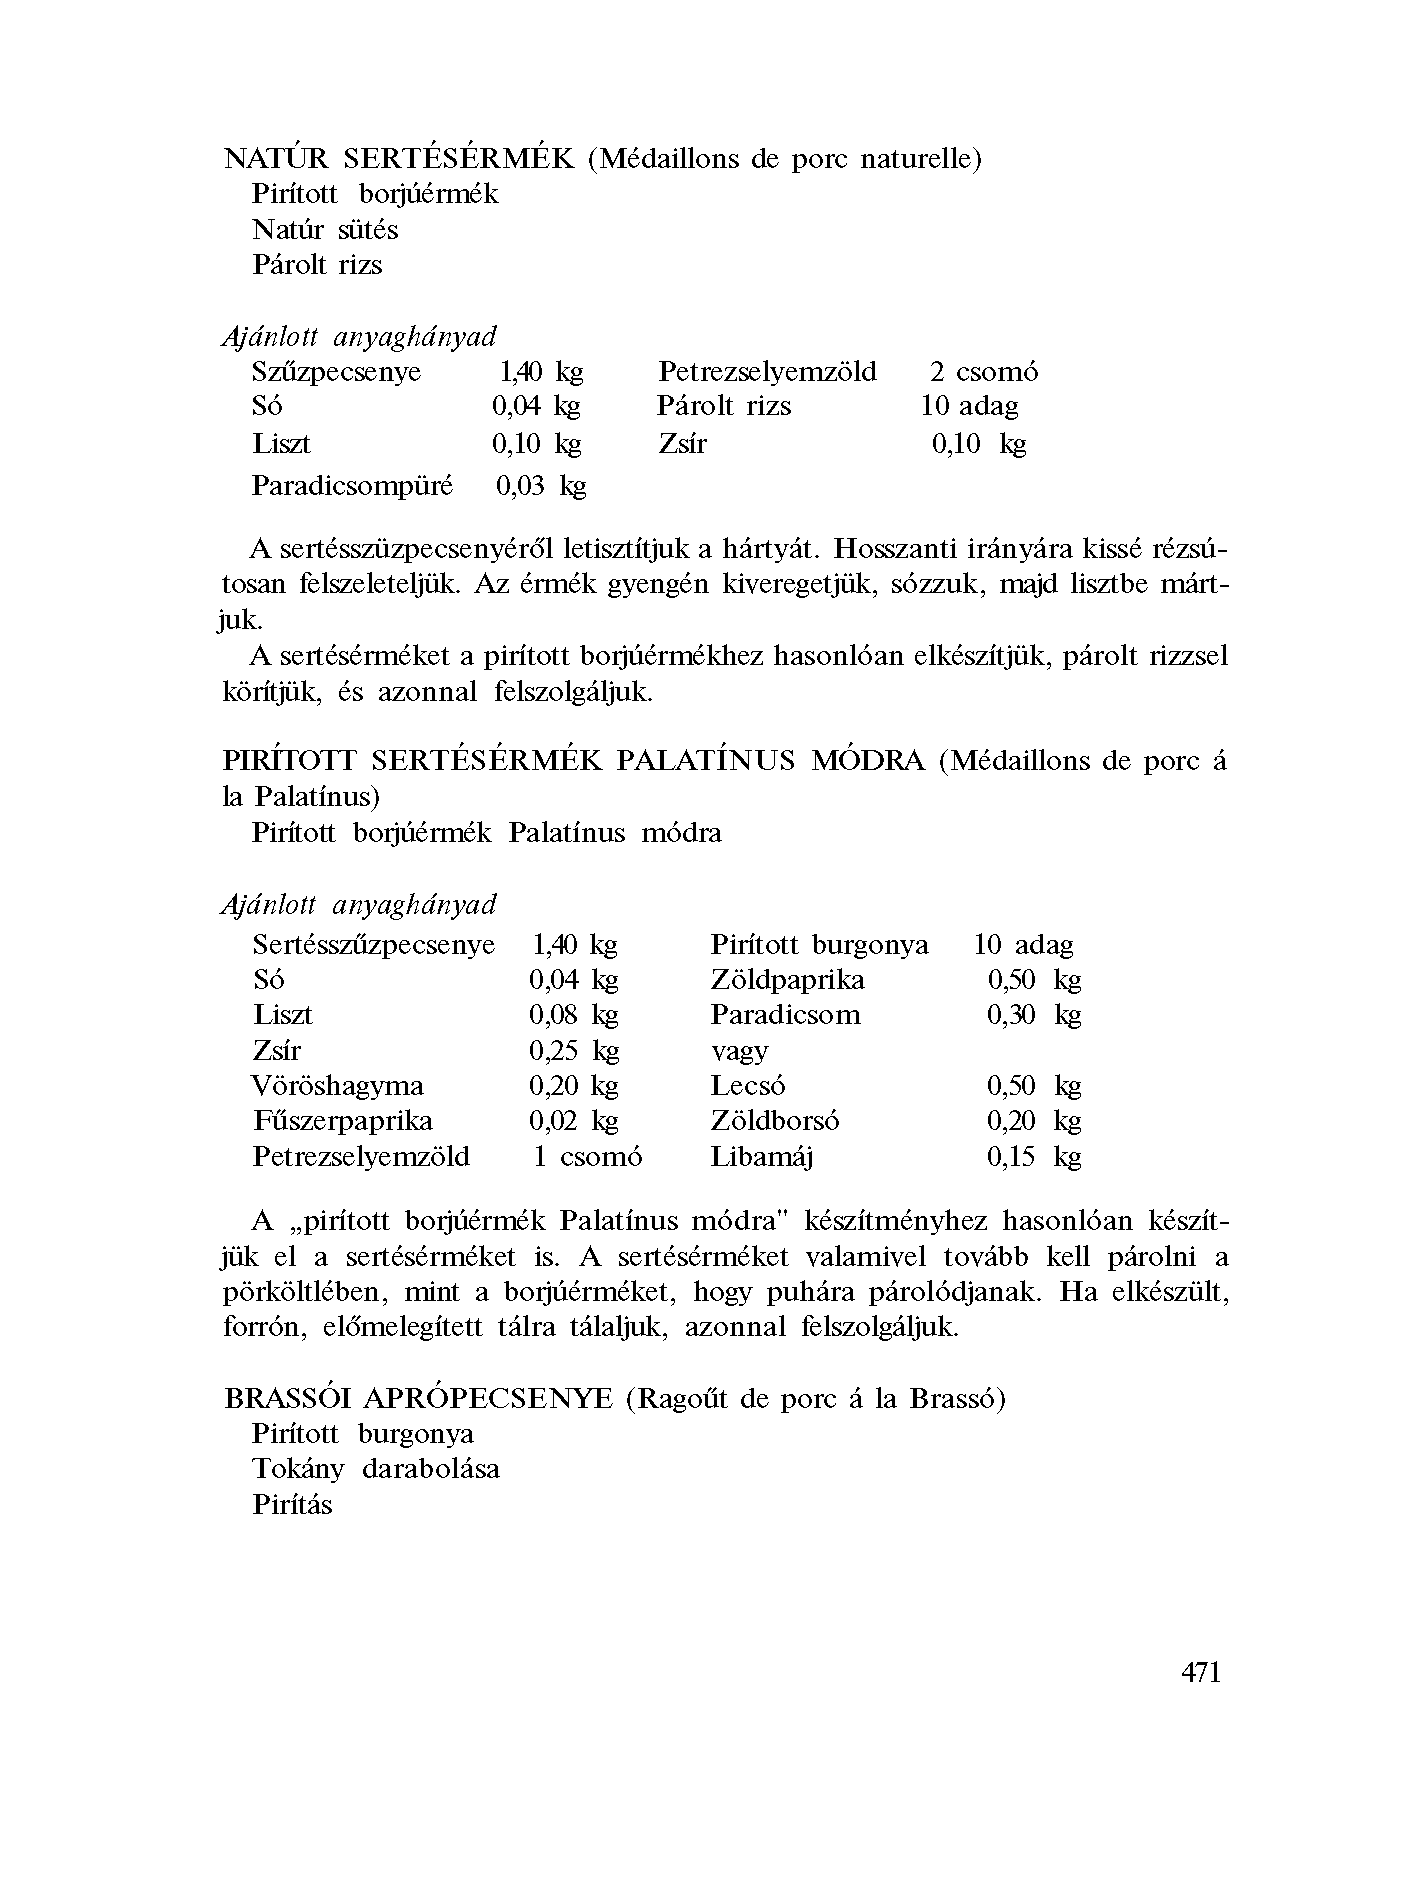 NATÚR SERTÉSÉRMÉK (Médaillons de porc naturelle)
Pirított borjúérmék
Natúr sütés
Párolt rizs
Ajánlott anyaghányad
Szűzpecsenye 1,40 kg Petrezselyemzöld 2 csomó
Só 0,04 kg Párolt rizs 10 adag
Liszt 0,10 kg Zsír 0,10 kg
Paradicsompüré 0,03 kg
A sertésszüzpecsenyéről letisztítjuk a hártyát. Hosszanti irányára kissé rézsú-
tosan felszeleteljük. Az érmék gyengén kiveregetjük, sózzuk, majd lisztbe márt-
juk.
A sertésérméket a pirított borjúérmékhez hasonlóan elkészítjük, párolt rizzsel
körítjük, és azonnal felszolgáljuk.
PIRÍTOTT SERTÉSÉRMÉK PALATÍNUS MÓDRA (Médaillons de porc á
la Palatínus)
Pirított borjúérmék Palatínus módra
Ajánlott anyaghányad
Sertésszűzpecsenye 1,40 kg Pirított burgonya 10 adag
Só 0,04 kg Zöldpaprika 0,50 kg
Liszt 0,08 kg Paradicsom 0,30 kg
Zsír 0,25 kg vagy
Vöröshagyma 0,20 kg Lecsó 0,50 kg
Fűszerpaprika 0,02 kg Zöldborsó 0,20 kg
Petrezselyemzöld 1 csomó Libamáj 0,15 kg
A „pirított borjúérmék Palatínus módra" készítményhez hasonlóan készít-
jük el a sertésérméket is. A sertésérméket valamivel tovább kell párolni a
pörköltlében, mint a borjúérméket, hogy puhára párolódjanak. Ha elkészült,
forrón, előmelegített tálra tálaljuk, azonnal felszolgáljuk.
BRASSÓI APRÓPECSENYE (Ragoűt de porc á la Brassó)
Pirított burgonya
Tokány darabolása
Pirítás
471